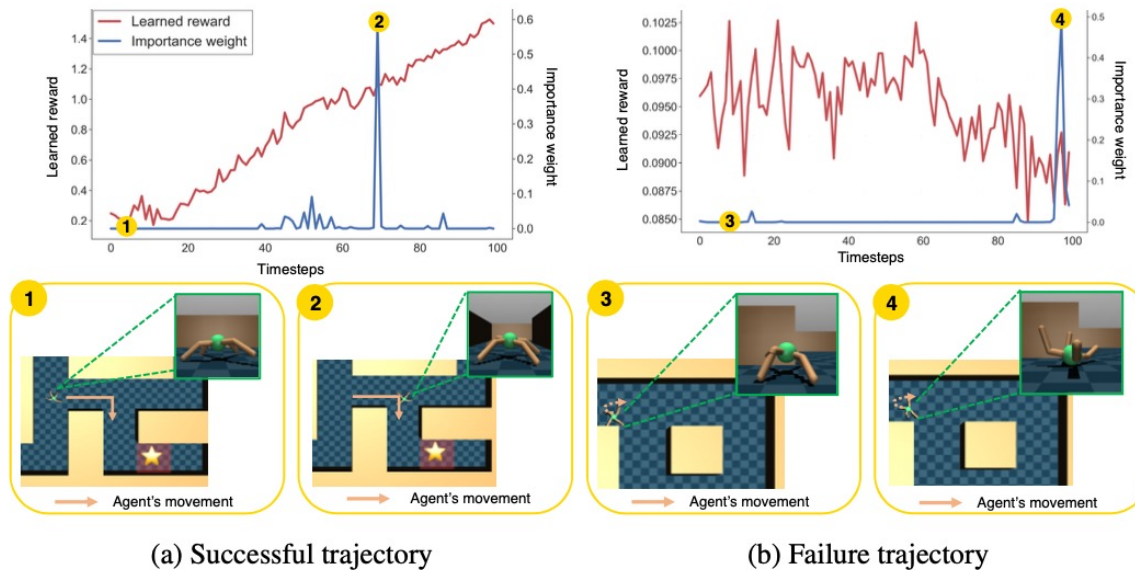 Learned reward
Importance weight
2
1.4
1.2
1.0
0.8
0.6
0.4
0.2
Learned reward
0.6
0.5
0.4
0.3
0.2
0.1
0.0
Importance weight
1
0 20 40 60 80 100
Timesteps
4
0.1025
0.1000
0.0975
0.0950
0.0925
0.0900
0.0875
0.0850
Learned reward
0.5
0.4
0.3
0.2
0.1
0.0
Importance weight
3
0 20 40 60 80 100
Timesteps
1
Agent's movement
2
Agent's movement
3
Agent's movement
4
Agent's movement
(a) Successful trajectory
(b) Failure trajectory